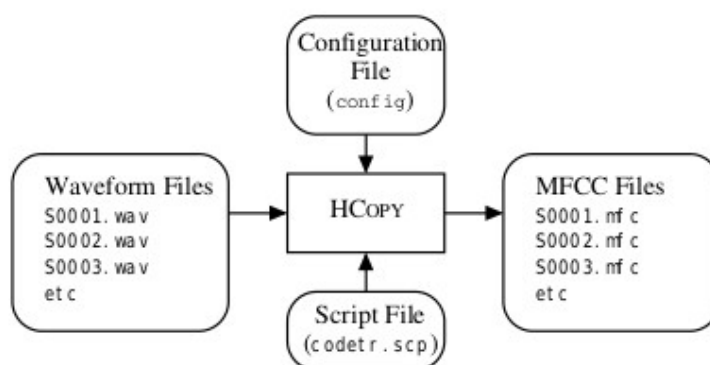 Configuration
File
(config)
Waveform Files
S0001.wav
S0002.wav
S0003.wav
etc
HCOPY
MFCC Files
S0001.mfc
S0002.mfc
S0003.mfc
etc
Script File
(codetr.scp)